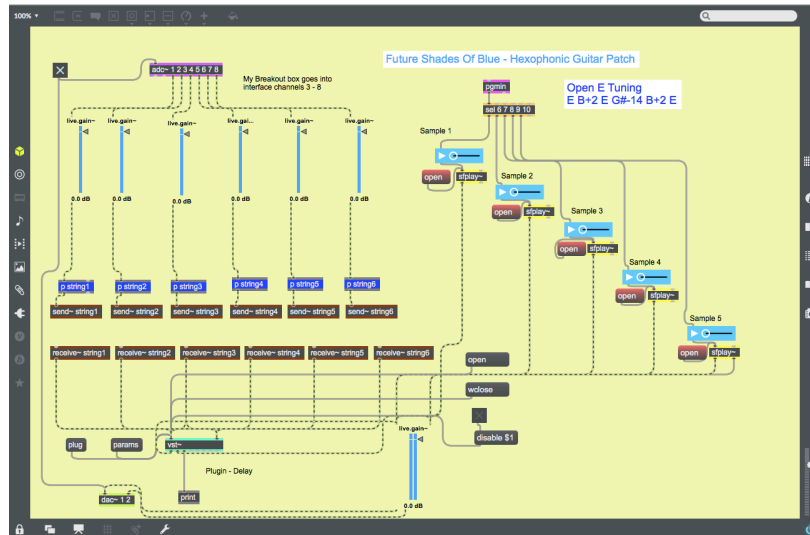 100%
adc~ 1 2 3 4 5 6 7 8
My Breakout box goes into
interface channels 3 - 8
Future Shades Of Blue - Hexophonic Guitar Patch
pgmin
Open E Tuning
E B+2 E G#-14 B+2 E
sel 6 7 8 9 10
live.gain~ live.gain~ live.gain~ live.gai... live.gain~ live.gain~
Sample 1
open sfplay~
Sample 2
open sfplay~
0.0 dB 0.0 dB 0.0 dB 0.0 dB 0.0 dB 0.0 dB
Sample 3
open sfplay~
Sample 4
open sfplay~
p string1 p string2 p string3 p string4 p string5 p string6
send~ string1 send~ string2 send~ string3 send~ string4 send~ string5 send~ string6
Sample 5
open sfplay~
receive~ string1 receive~ string2 receive~ string3 receive~ string4 receive~ string5 receive~ string6
open
wclose
live.gain~
disable $1
plug params vst~
Plugin - Delay
dac~ 1 2 print
0.0 dB